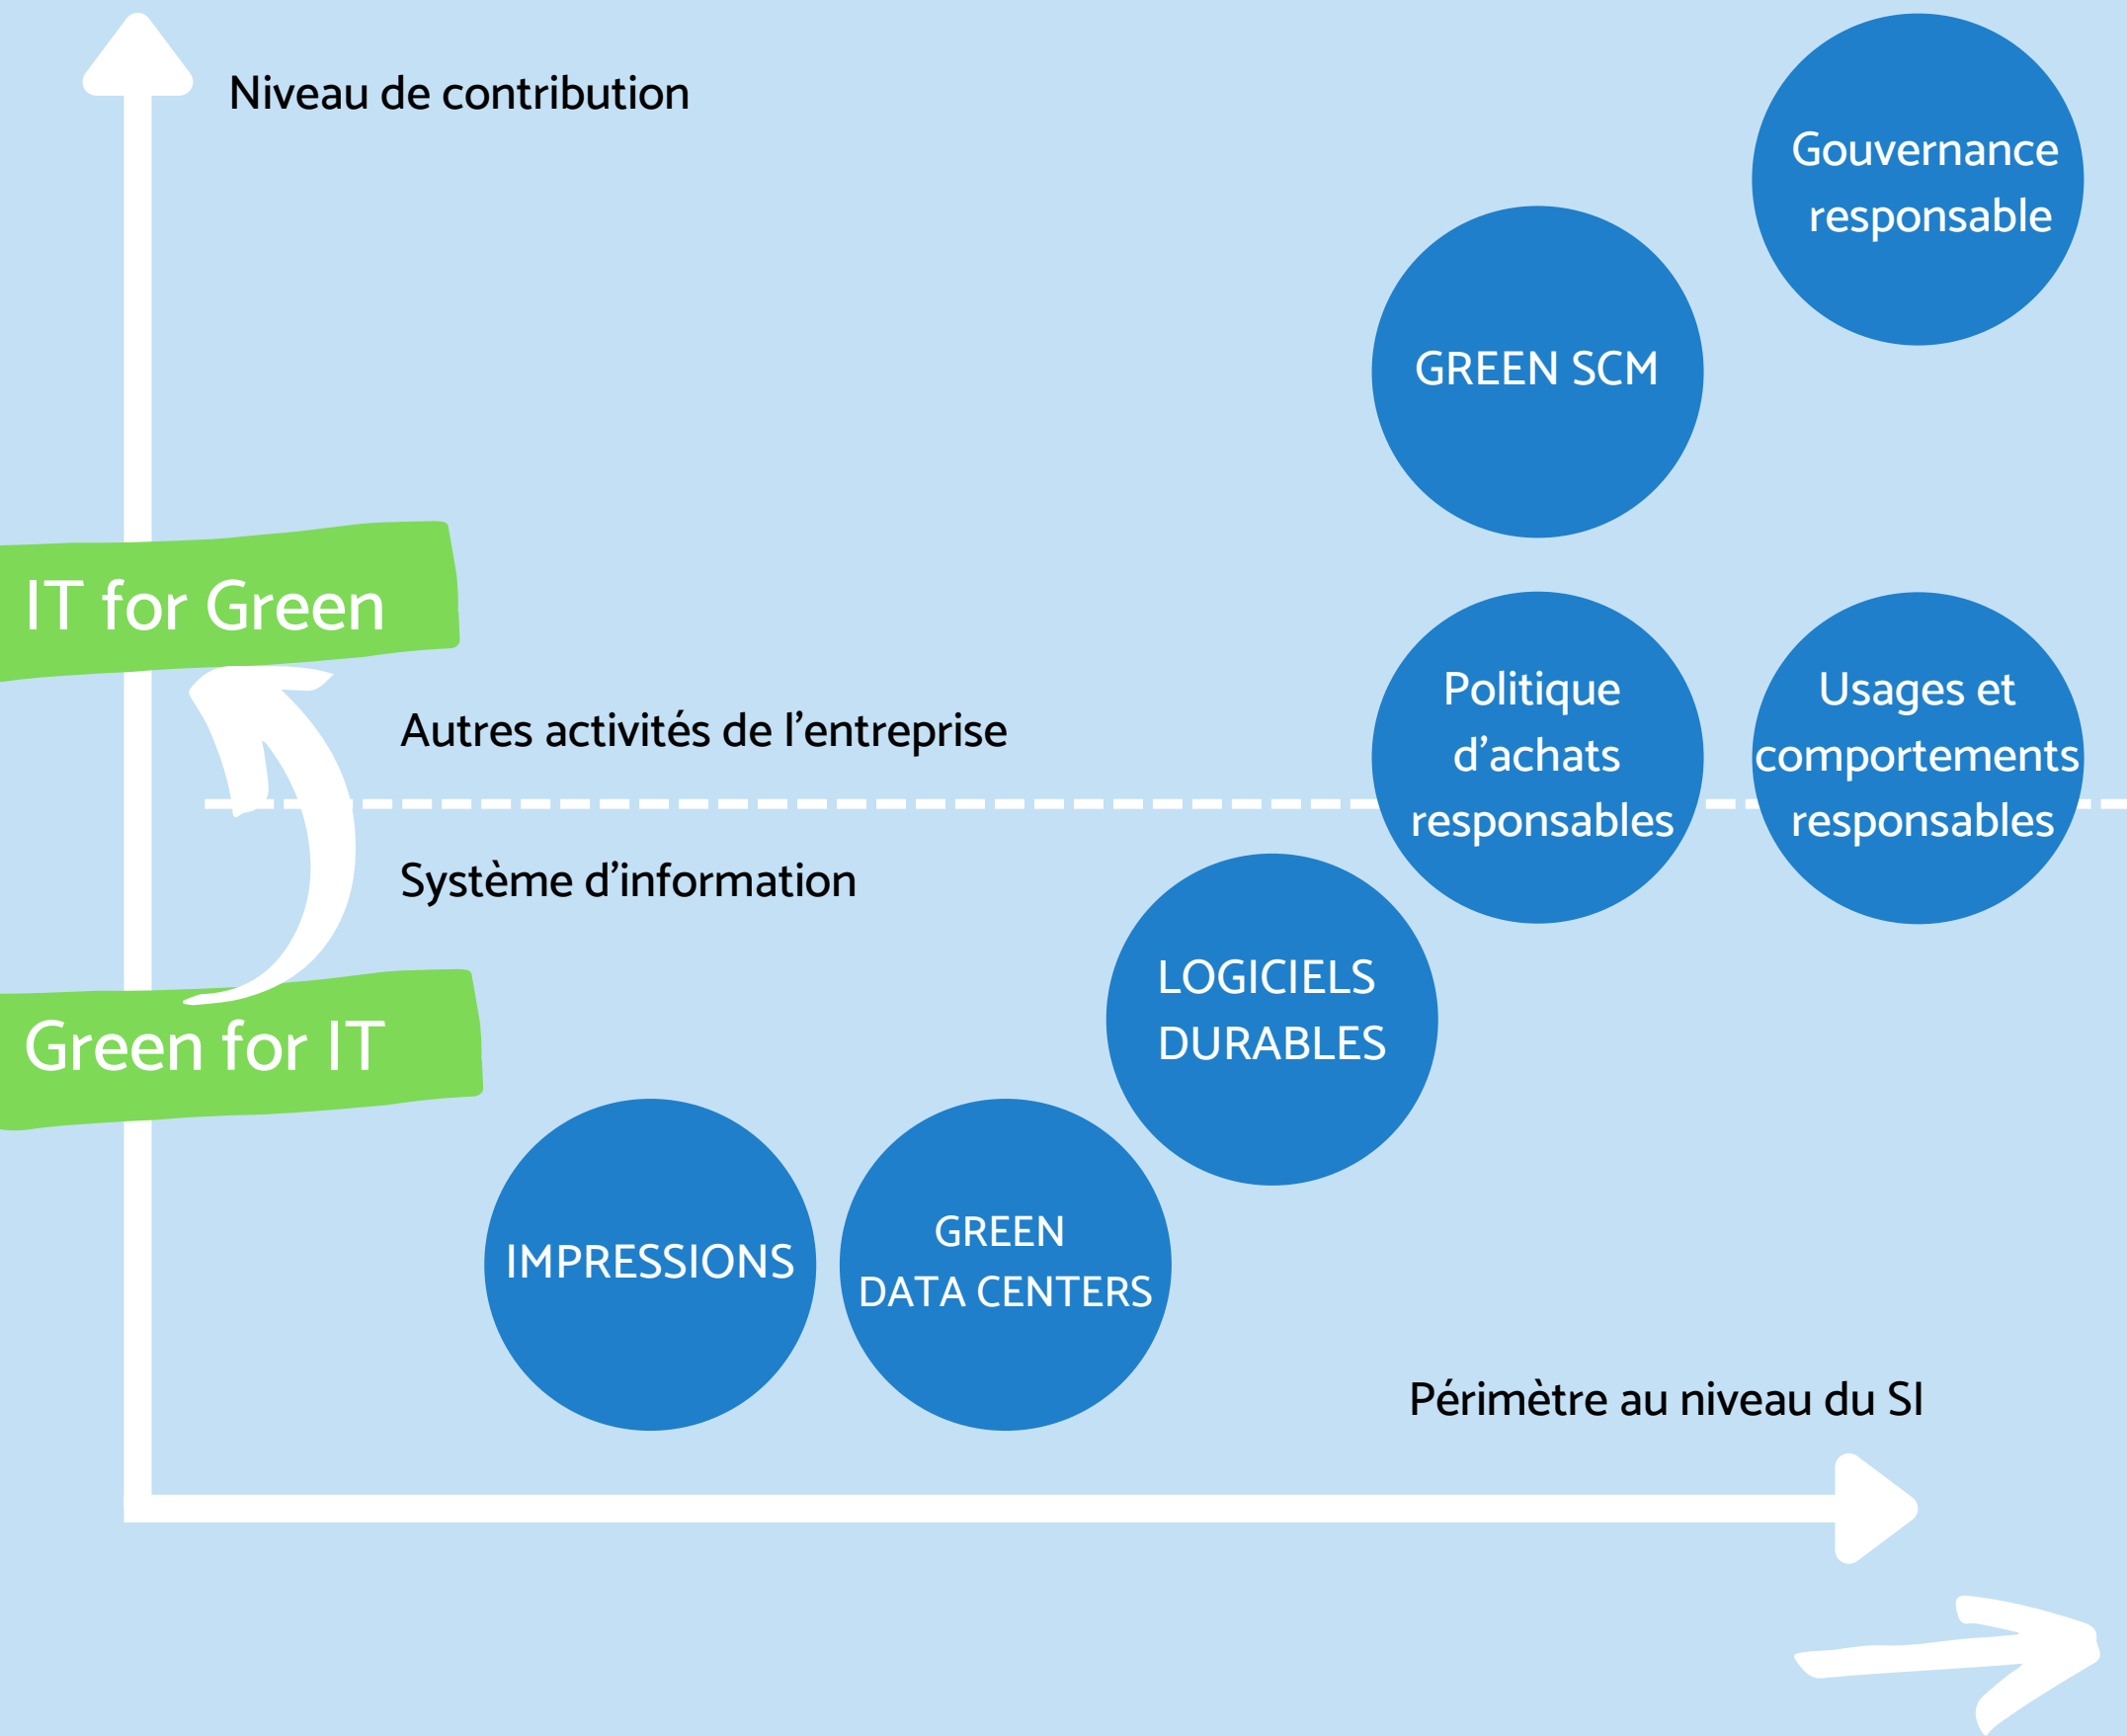 Niveau de contribution
Gouvernance
responsable
GREEN SCM
IT for Green
Autres activités de l’entreprise
Politique
d’achats
responsables
Usages et
comportements
responsables
Système d’information
LOGICIELS
DURABLES
Green for IT
IMPRESSIONS
GREEN
DATA CENTERS
Périmètre au niveau du SI